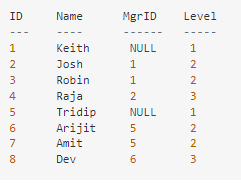 ID Name MgrID Level
--- ---- ------ -----
1 Keith NULL 1
2 Josh 1 2
3 Robin 1 2
4 Raja 2 3
5 Tridip NULL 1
6 Arijit 5 2
7 Amit 5 2
8 Dev 6 3